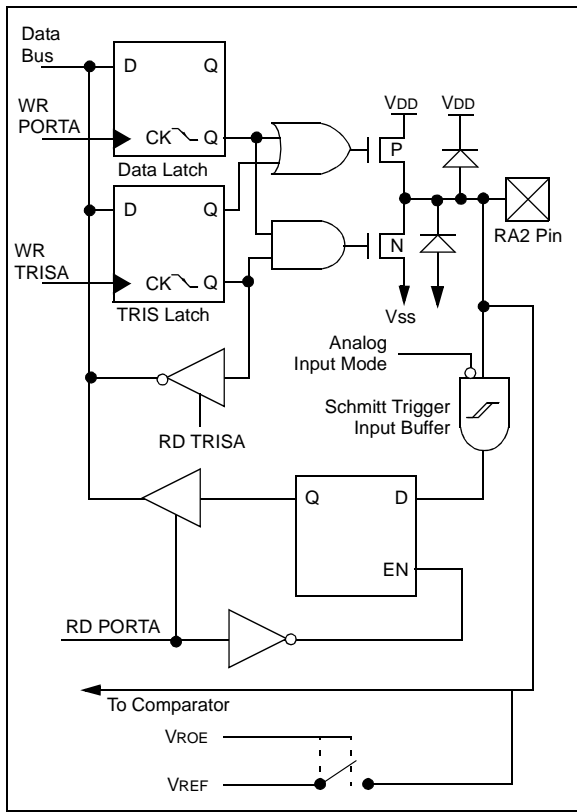 Data
Bus
D Q
WR
PORTA
CK Q
Data Latch
VDD VDD
P
D Q
WR
TRISA
CK Q
TRIS Latch
N
RA2 Pin
VSS
Analog
Input Mode
Schmitt Trigger
Input Buffer
RD TRISA
Q D
EN
RD PORTA
To Comparator
VROE
VREF